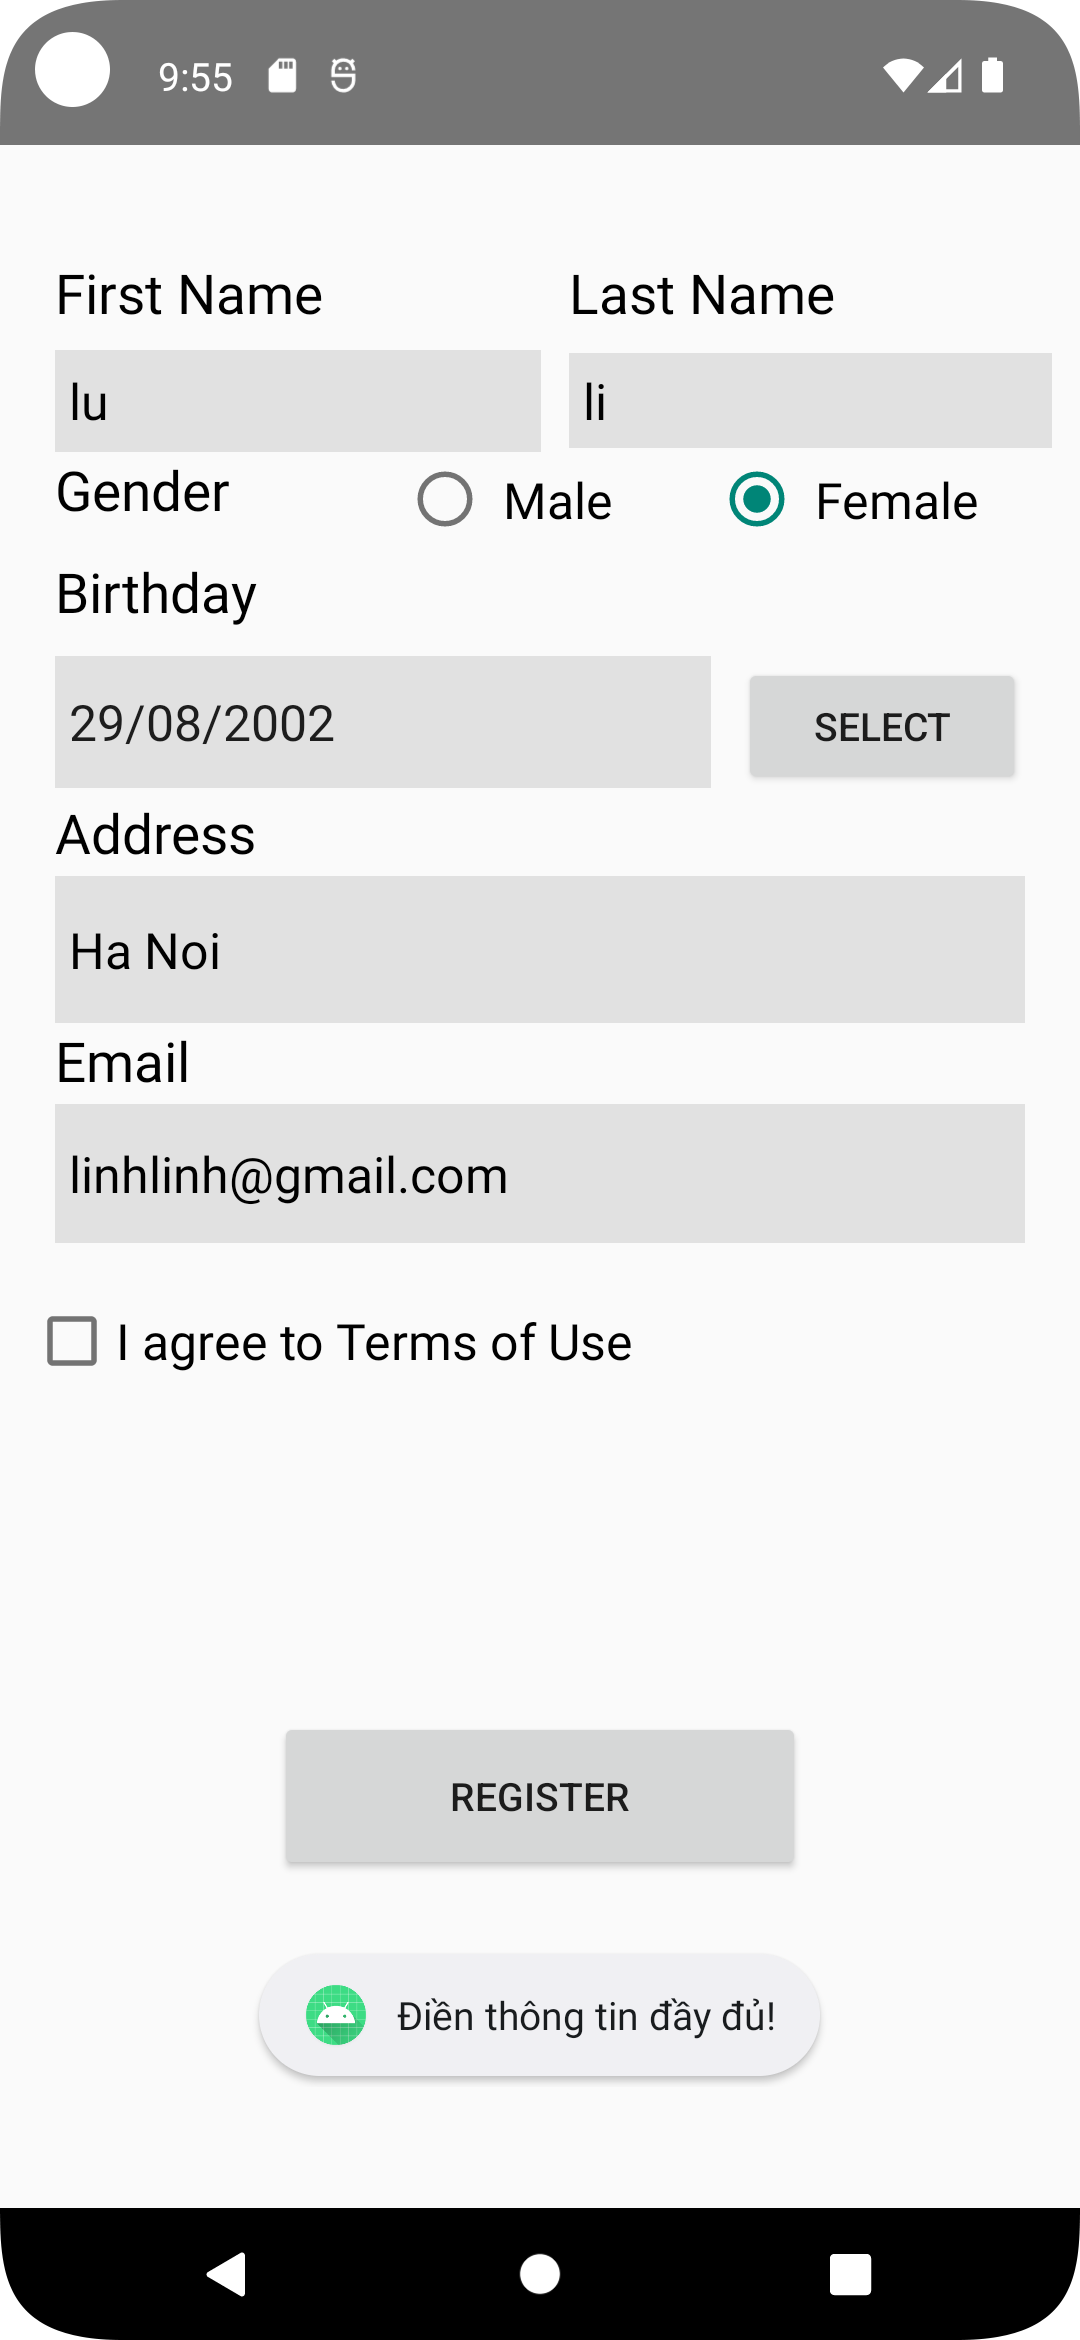 9:55
First Name Last Name
lu li
Gender Male Female
Birthday
29/08/2002 SELECT
Address
Ha Noi
Email
linhlinh@gmail.com
I agree to Terms of Use
REGISTER
Điền thông tin đầy đủ!